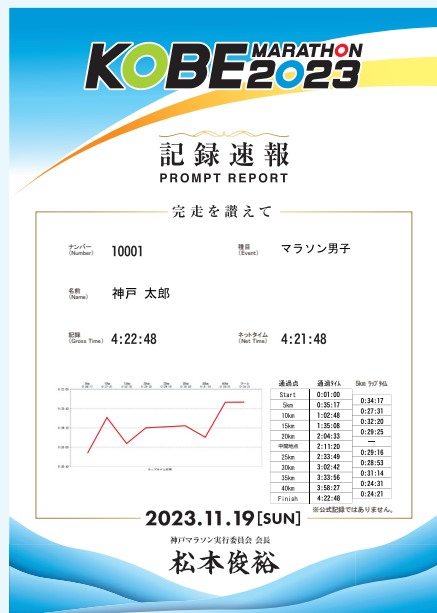 KOBE MARATHON 2023
記録速報
PROMPT REPORT
完走を讃えて
ナンバー (Number) 10001 種目 (Event) マラソン男子
名前 (Name) 神戸 太郎
記録 (Gross Time) 4:22:48 ネットタイム (Net Time) 4:21:48
通過点 通過タイム 5km ラップタイム
Start 0:01:00
0:34:17
5km 0:35:17
0:27:31
10km 1:02:48
0:32:20
15km 1:35:08
0:29:25
20km 2:04:33
—
中間地点 2:11:20
0:29:16
25km 2:33:49
0:28:53
30km 3:02:42
0:31:14
35km 3:33:56
0:24:31
40km 3:58:27
0:24:21
Finish 4:22:48
※公式記録ではありません。
2023.11.19[SUN]
神戸マラソン実行委員会 会長
松本俊裕